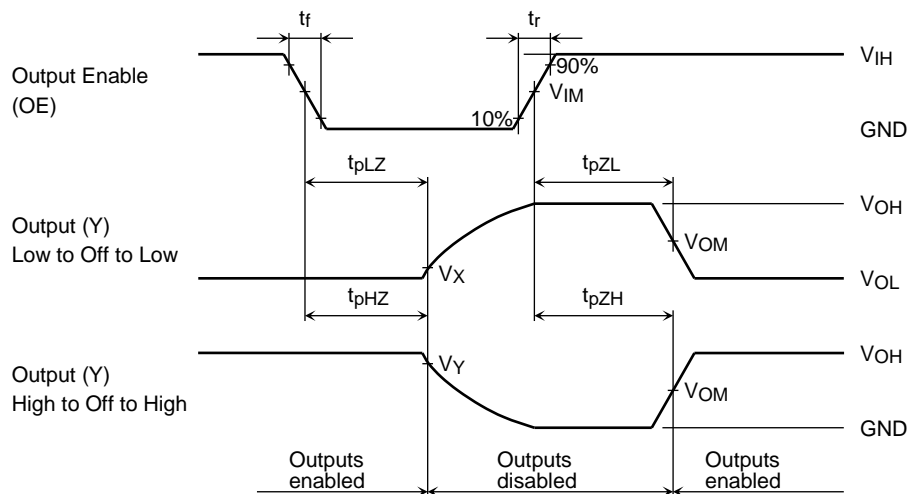 tf
tr
VIH
90%
Output Enable
(OE)
VIM
10%
GND
tpLZ
tpZL
VOH
Output (Y)
Low to Off to Low
VOM
VX
VOL
tpHZ
tpZH
VOH
Output (Y)
High to Off to High
VY
VOM
GND
Outputs
enabled
Outputs
disabled
Outputs
enabled